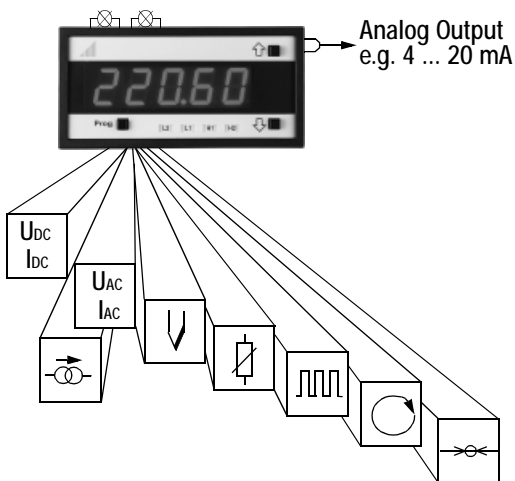 Analog Output
e.g. 4 ... 20 mA
220.60
Prog
L2 L1 H1 H2
UDC
IDC
UAC
IAC